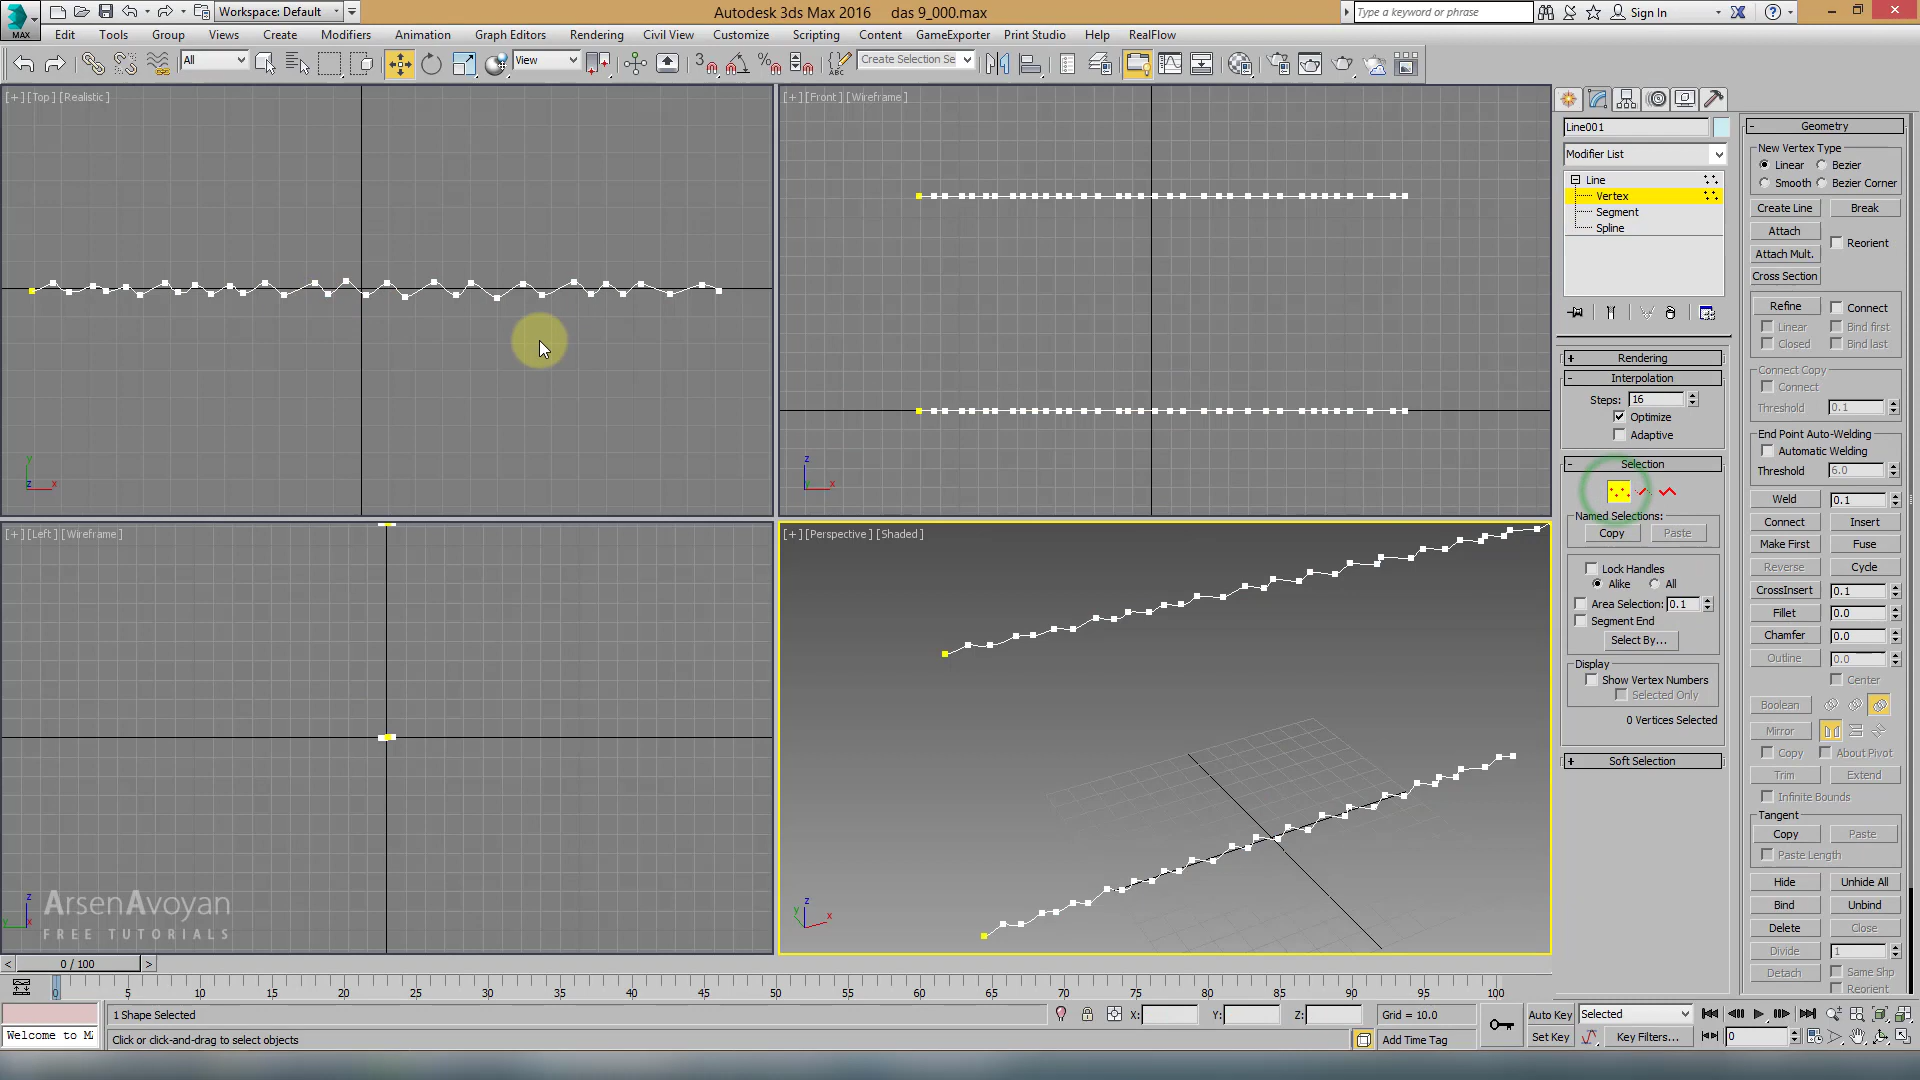 Workspace: Default
Autodesk 3ds Max 2016 das 9_000.max
Type a keyword or phrase
Sign In
MAX
Edit Tools Group Views Create Modifiers Animation Graph Editors Rendering Civil View Customize Scripting Content GameExporter Print Studio Help RealFlow
All
View
Create Selection Se
[+] [Top] [Realistic]
[+] [Front] [Wireframe]
[+] [Left] [Wireframe]
[+] [Perspective] [Shaded]
ArsenAvoyan
FREE TUTORIALS
Line001
Modifier List
Line
Vertex
Segment
Spline
Rendering
Interpolation
Steps: 16
Optimize
Adaptive
Selection
Named Selections:
Copy Paste
Lock Handles
Alike All
Area Selection: 0.1
Segment End
Select By...
Display
Show Vertex Numbers
Selected Only
0 Vertices Selected
Soft Selection
Geometry
New Vertex Type
Linear Bezier
Smooth Bezier Corner
Create Line Break
Attach
Reorient
Attach Mult.
Cross Section
Refine Connect
Linear Bind first
Closed Bind last
Connect Copy
Connect
Threshold 0.1
End Point Auto-Welding
Automatic Welding
Threshold 6.0
Weld 0.1
Connect Insert
Make First Fuse
Reverse Cycle
CrossInsert 0.1
Fillet 0.0
Chamfer 0.0
Outline 0.0
Center
Boolean
Mirror
Copy About Pivot
Trim Extend
Infinite Bounds
Tangent
Copy Paste
Paste Length
Hide Unhide All
Bind Unbind
Delete Close
Divide 1
Detach Same Shp
Reorient
< 0 / 100 >
0 5 10 15 20 25 30 35 40 45 50 55 60 65 70 75 80 85 90 95 100
1 Shape Selected
X: Y: Z:
Grid = 10.0
Auto Key Selected
Welcome to M
Click or click-and-drag to select objects
Add Time Tag
Set Key Key Filters...
0